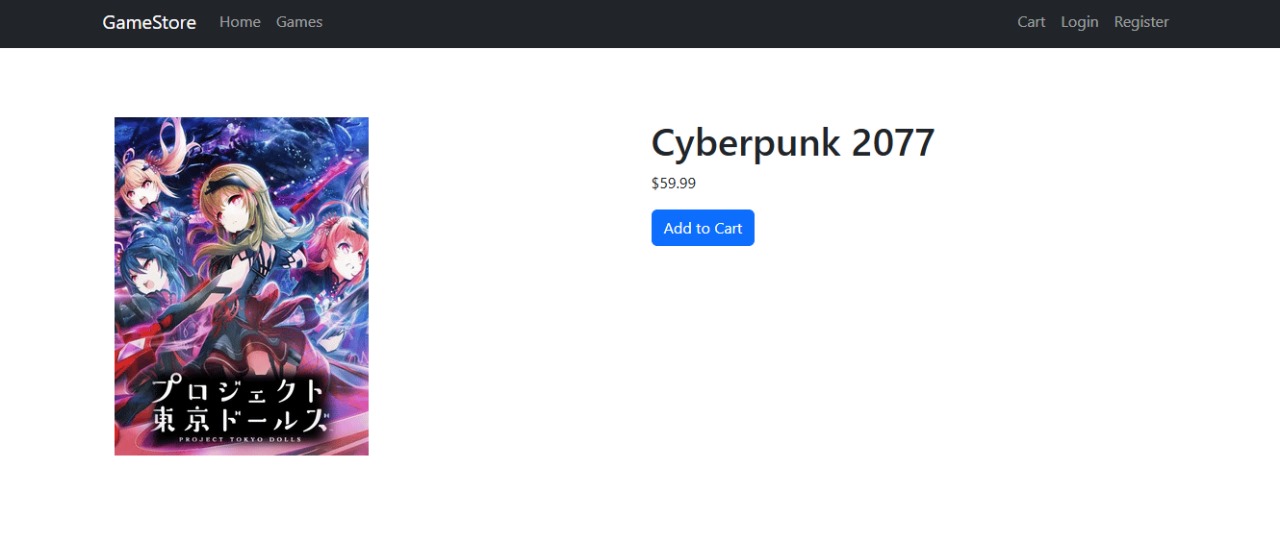 GameStore Home Games Cart Login Register
Cyberpunk 2077
$59.99
Add to Cart
プロジェクト
東京ドールズ
PROJECT TOKYO DOLLS